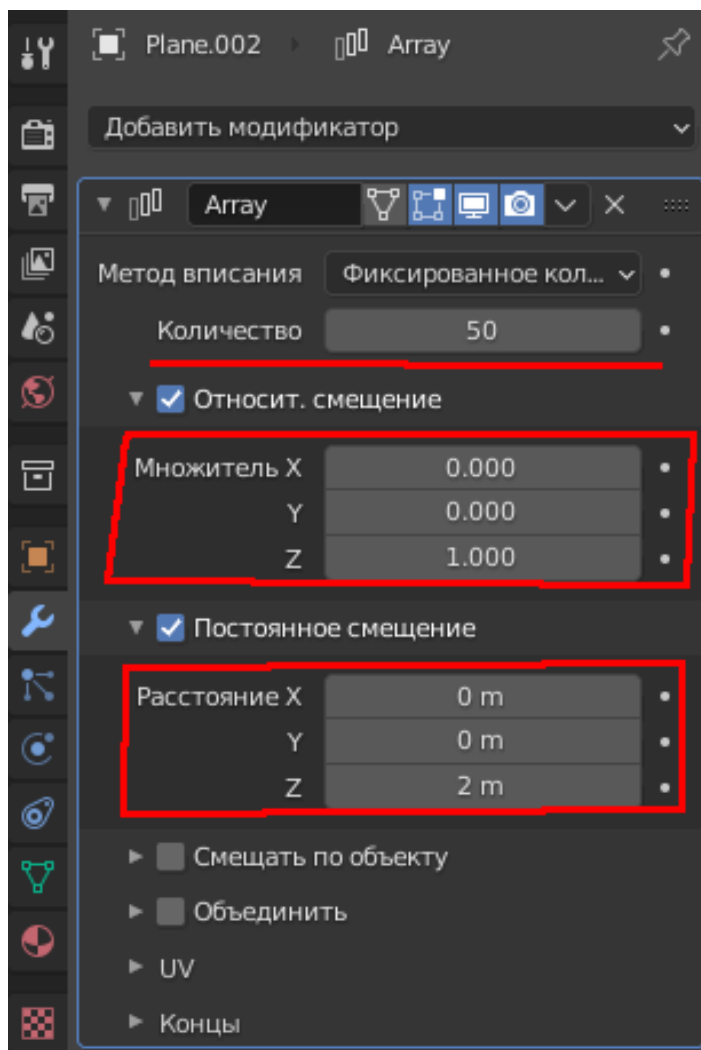 Plane.002 Array
Добавить модификатор
Array
Метод вписания Фиксированное кол...
Количество 50
Относит. смещение
Множитель X 0.000
Y 0.000
Z 1.000
Постоянное смещение
Расстояние X 0 m
Y 0 m
Z 2 m
Смещать по объекту
Объединить
UV
Концы